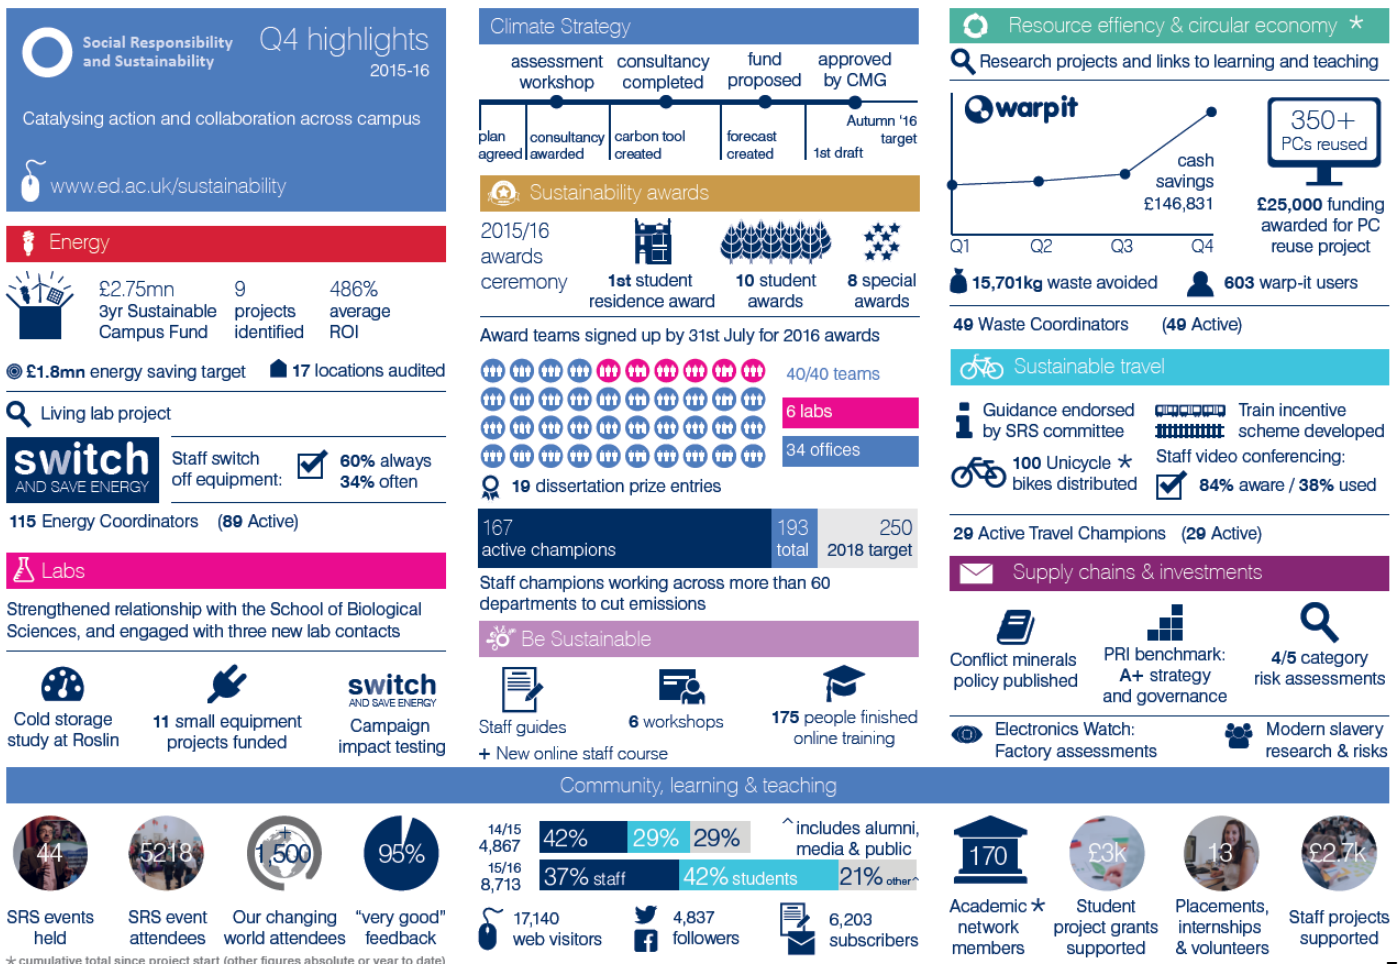 Social Responsibility
and Sustainability
Q4 highlights
2015-16
Catalysing action and collaboration across campus
www.ed.ac.uk/sustainability
Energy
£2.75mn
3yr Sustainable
Campus Fund
9
projects
identified
486%
average
ROI
£1.8mn energy saving target
17 locations audited
Living lab project
switch
AND SAVE ENERGY
Staff switch
off equipment:
60% always
34% often
115 Energy Coordinators (89 Active)
Labs
Strengthened relationship with the School of Biological
Sciences, and engaged with three new lab contacts
Cold storage
study at Roslin
11 small equipment
projects funded
switch
AND SAVE ENERGY
Campaign
impact testing
Climate Strategy
assessment
workshop
consultancy
completed
fund
proposed
approved
by CMG
plan
agreed
consultancy
awarded
carbon tool
created
forecast
created
1st draft
Autumn '16
target
Sustainability awards
2015/16
awards
ceremony
1st student
residence award
10 student
awards
8 special
awards
Award teams signed up by 31st July for 2016 awards
40/40 teams
6 labs
34 offices
19 dissertation prize entries
167
active champions
193
total
250
2018 target
Staff champions working across more than 60
departments to cut emissions
Be Sustainable
Staff guides
6 workshops
175 people finished
online training
+ New online staff course
Resource effiency & circular economy *
Research projects and links to learning and teaching
warpit
cash
savings
£146,831
Q1 Q2 Q3 Q4
350+
PCs reused
£25,000 funding
awarded for PC
reuse project
15,701kg waste avoided
603 warp-it users
49 Waste Coordinators (49 Active)
Sustainable travel
Guidance endorsed
by SRS committee
Train incentive
scheme developed
100 Unicycle *
bikes distributed
Staff video conferencing:
84% aware / 38% used
29 Active Travel Champions (29 Active)
Supply chains & investments
Conflict minerals
policy published
PRI benchmark:
A+ strategy
and governance
4/5 category
risk assessments
Electronics Watch:
Factory assessments
Modern slavery
research & risks
Community, learning & teaching
44
SRS events
held
5218
SRS event
attendees
1,500
Our changing
world attendees
95%
"very good"
feedback
14/15
4,867
42% 29% 29%
^includes alumni,
media & public
15/16
8,713
37% staff 42% students 21% other^
17,140
web visitors
4,837
followers
6,203
subscribers
170
Academic *
network
members
£3k
Student
project grants
supported
13
Placements,
internships
& volunteers
£2.7k
Staff projects
supported
* cumulative total since project start (other figures absolute or year to date)